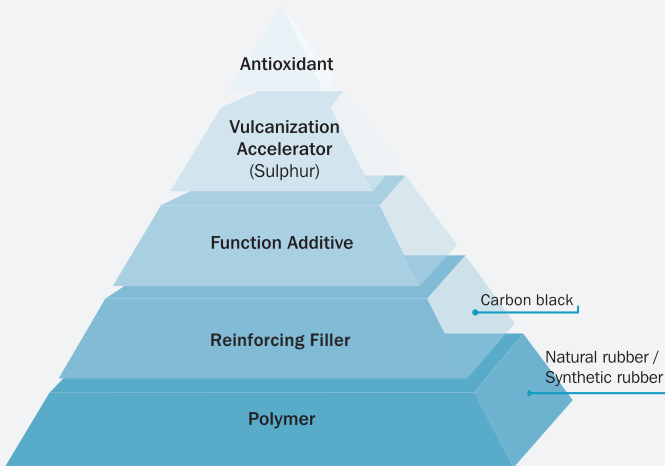 Antioxidant
Vulcanization
Accelerator
(Sulphur)
Function Additive
Carbon black
Reinforcing Filler
Natural rubber /
Synthetic rubber
Polymer